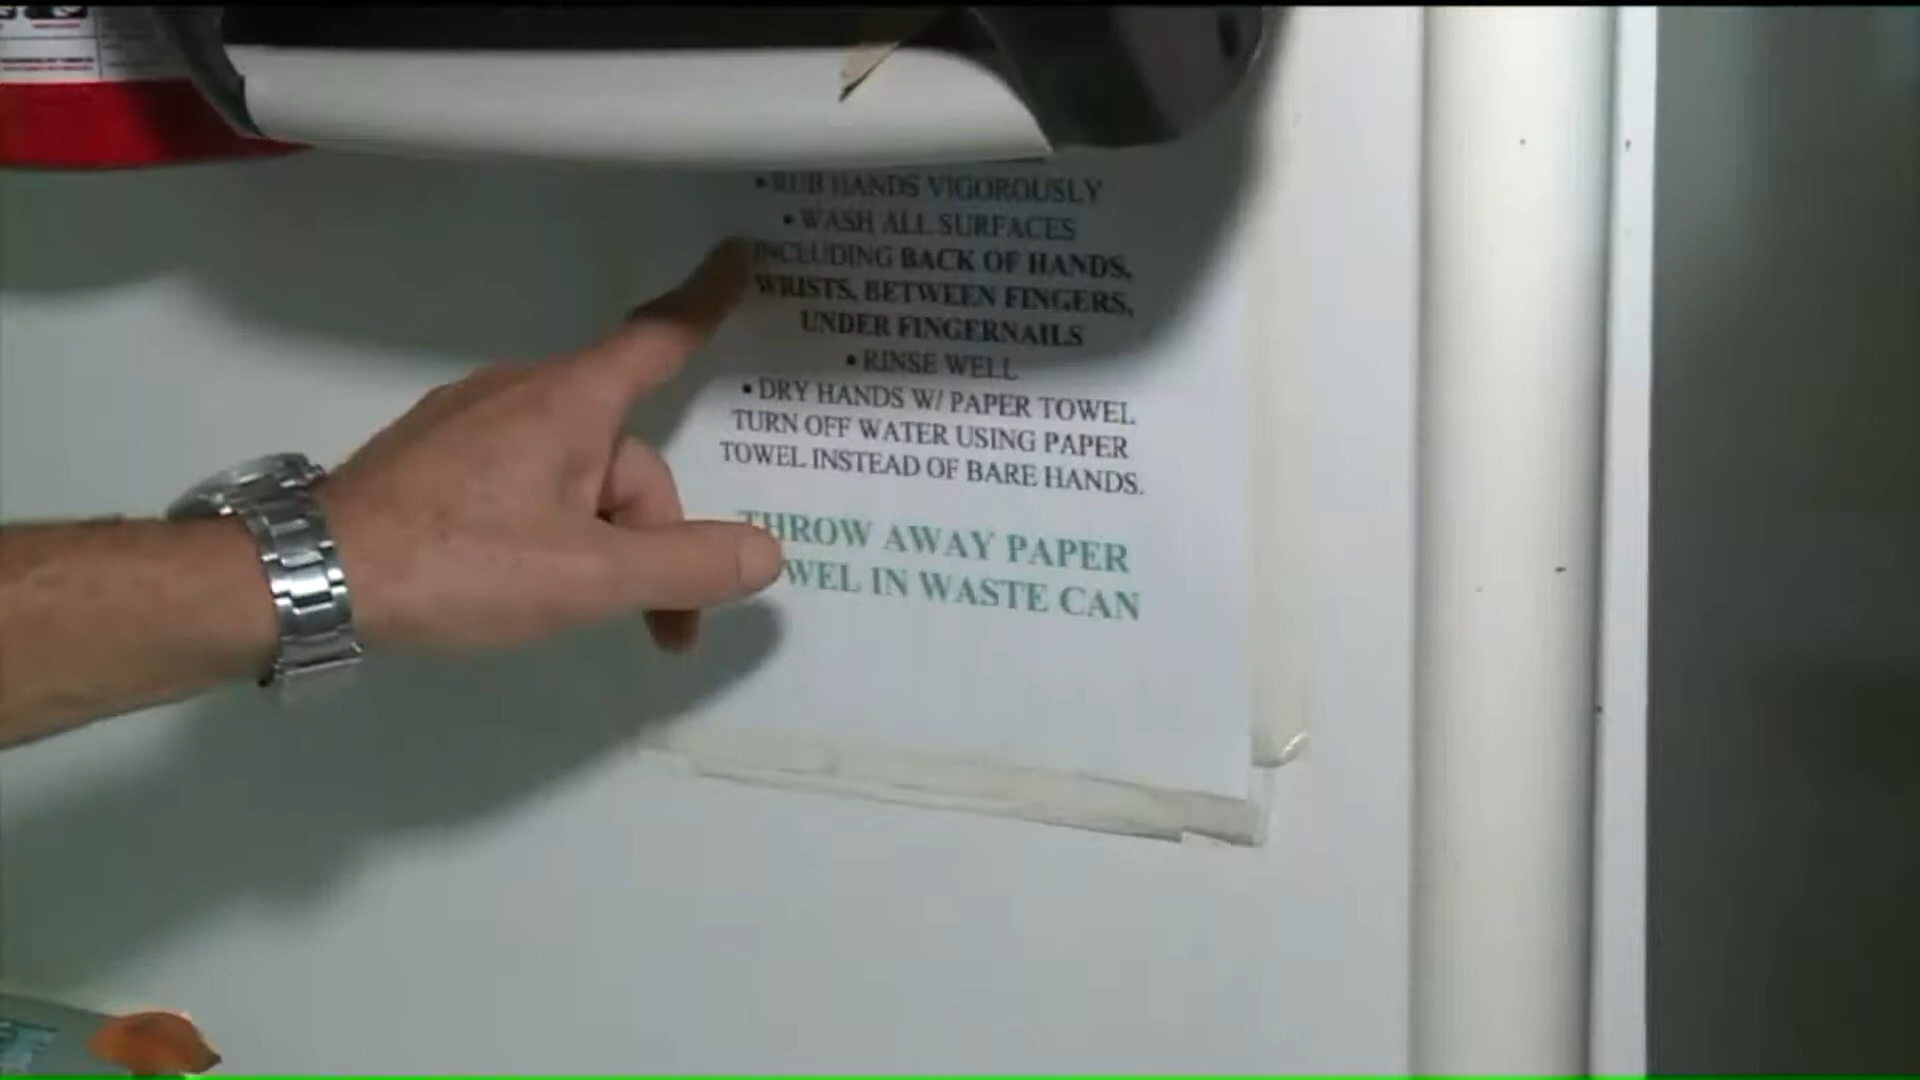 • RUB HANDS VIGOROUSLY
• WASH ALL SURFACES
INCLUDING BACK OF HANDS,
WRISTS, BETWEEN FINGERS,
UNDER FINGERNAILS
• RINSE WELL
• DRY HANDS W/ PAPER TOWEL
TURN OFF WATER USING PAPER
TOWEL INSTEAD OF BARE HANDS.
THROW AWAY PAPER
WEL IN WASTE CAN